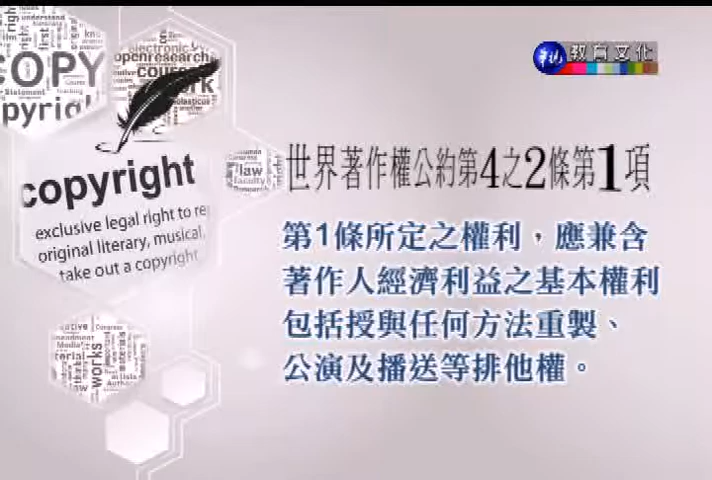 華視 教育文化
COPY
copyrigh
openresearch
work
copyright
law
exclusive legal right to re
original literary, musical,
take out a copyright
works
世界著作權公約第4之2條第1項
第1條所定之權利，應兼含
著作人經濟利益之基本權利
包括授與任何方法重製、
公演及播送等排他權。